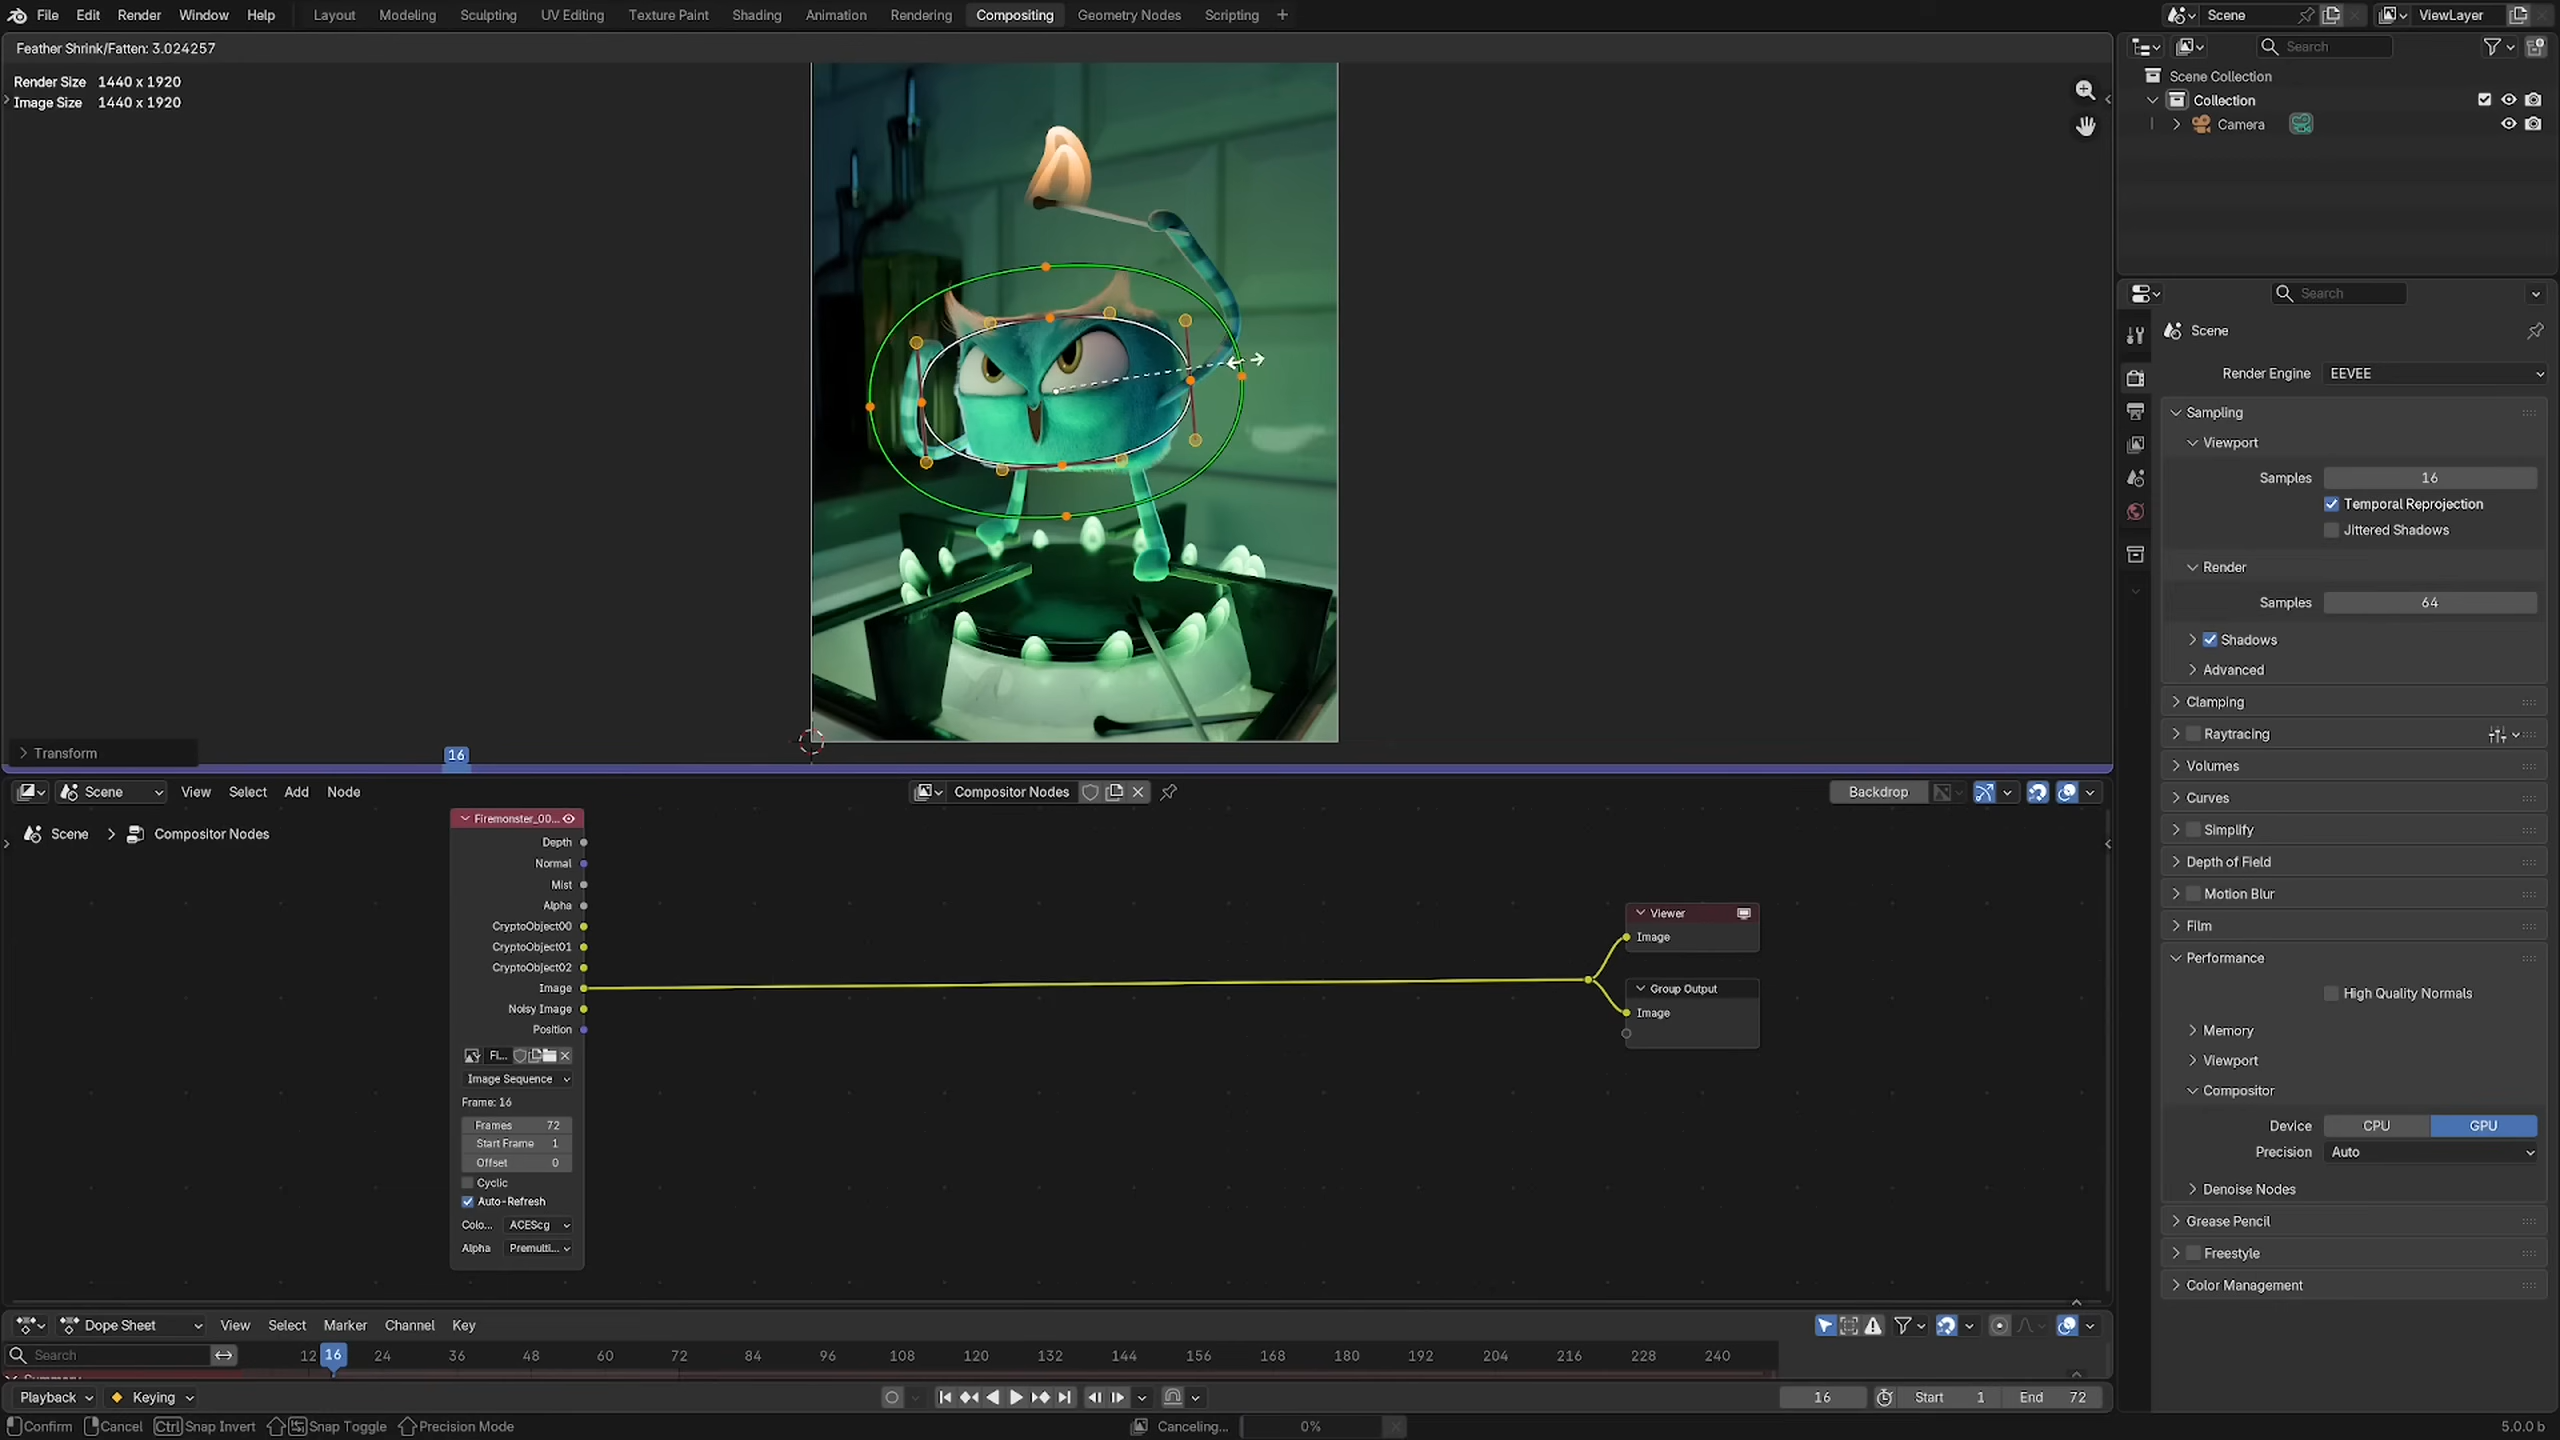 File Edit Render Window Help Layout Modeling Sculpting UV Editing Texture Paint Shading Animation Rendering Compositing Geometry Nodes Scripting + Scene ViewLayer
Feather Shrink/Fatten: 3.024257
Render Size 1440 x 1920
Image Size 1440 x 1920
Transform
16
Search
Scene Collection
Collection
Camera
Search
Scene
Render Engine EEVEE
Sampling
Viewport
Samples 16
Temporal Reprojection
Jittered Shadows
Render
Samples 64
Shadows
Advanced
Clamping
Raytracing
Volumes
Curves
Simplify
Depth of Field
Motion Blur
Film
Performance
High Quality Normals
Memory
Viewport
Compositor
Device CPU GPU
Precision Auto
Denoise Nodes
Grease Pencil
Freestyle
Color Management
Scene View Select Add Node Compositor Nodes Backdrop
Scene > Compositor Nodes
Firemonster_00...
Depth
Normal
Mist
Alpha
CryptoObject00
CryptoObject01
CryptoObject02
Image
Noisy Image
Position
Fi...
Image Sequence
Frame: 16
Frames 72
Start Frame 1
Offset 0
Cyclic
Auto-Refresh
Colo... ACEScg
Alpha Premulti...
Viewer
Image
Group Output
Image
Dope Sheet View Select Marker Channel Key
Search 12 16 24 36 48 60 72 84 96 108 120 132 144 156 168 180 192 204 216 228 240
Playback Keying 16 Start 1 End 72
Confirm Cancel Ctrl Snap Invert Snap Toggle Precision Mode Canceling... 0% 5.0.0 b